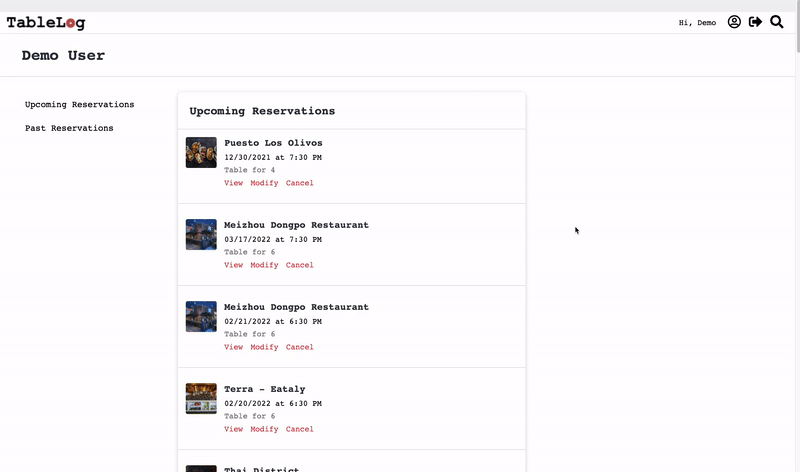 TableLog
Hi, Demo
Demo User
Upcoming Reservations
Past Reservations
Upcoming Reservations
Puesto Los Olivos
12/30/2021 at 7:30 PM
Table for 4
View Modify Cancel
Meizhou Dongpo Restaurant
03/17/2022 at 7:30 PM
Table for 6
View Modify Cancel
Meizhou Dongpo Restaurant
02/21/2022 at 6:30 PM
Table for 6
View Modify Cancel
Terra - Eataly
02/20/2022 at 6:30 PM
Table for 6
View Modify Cancel
Thai District